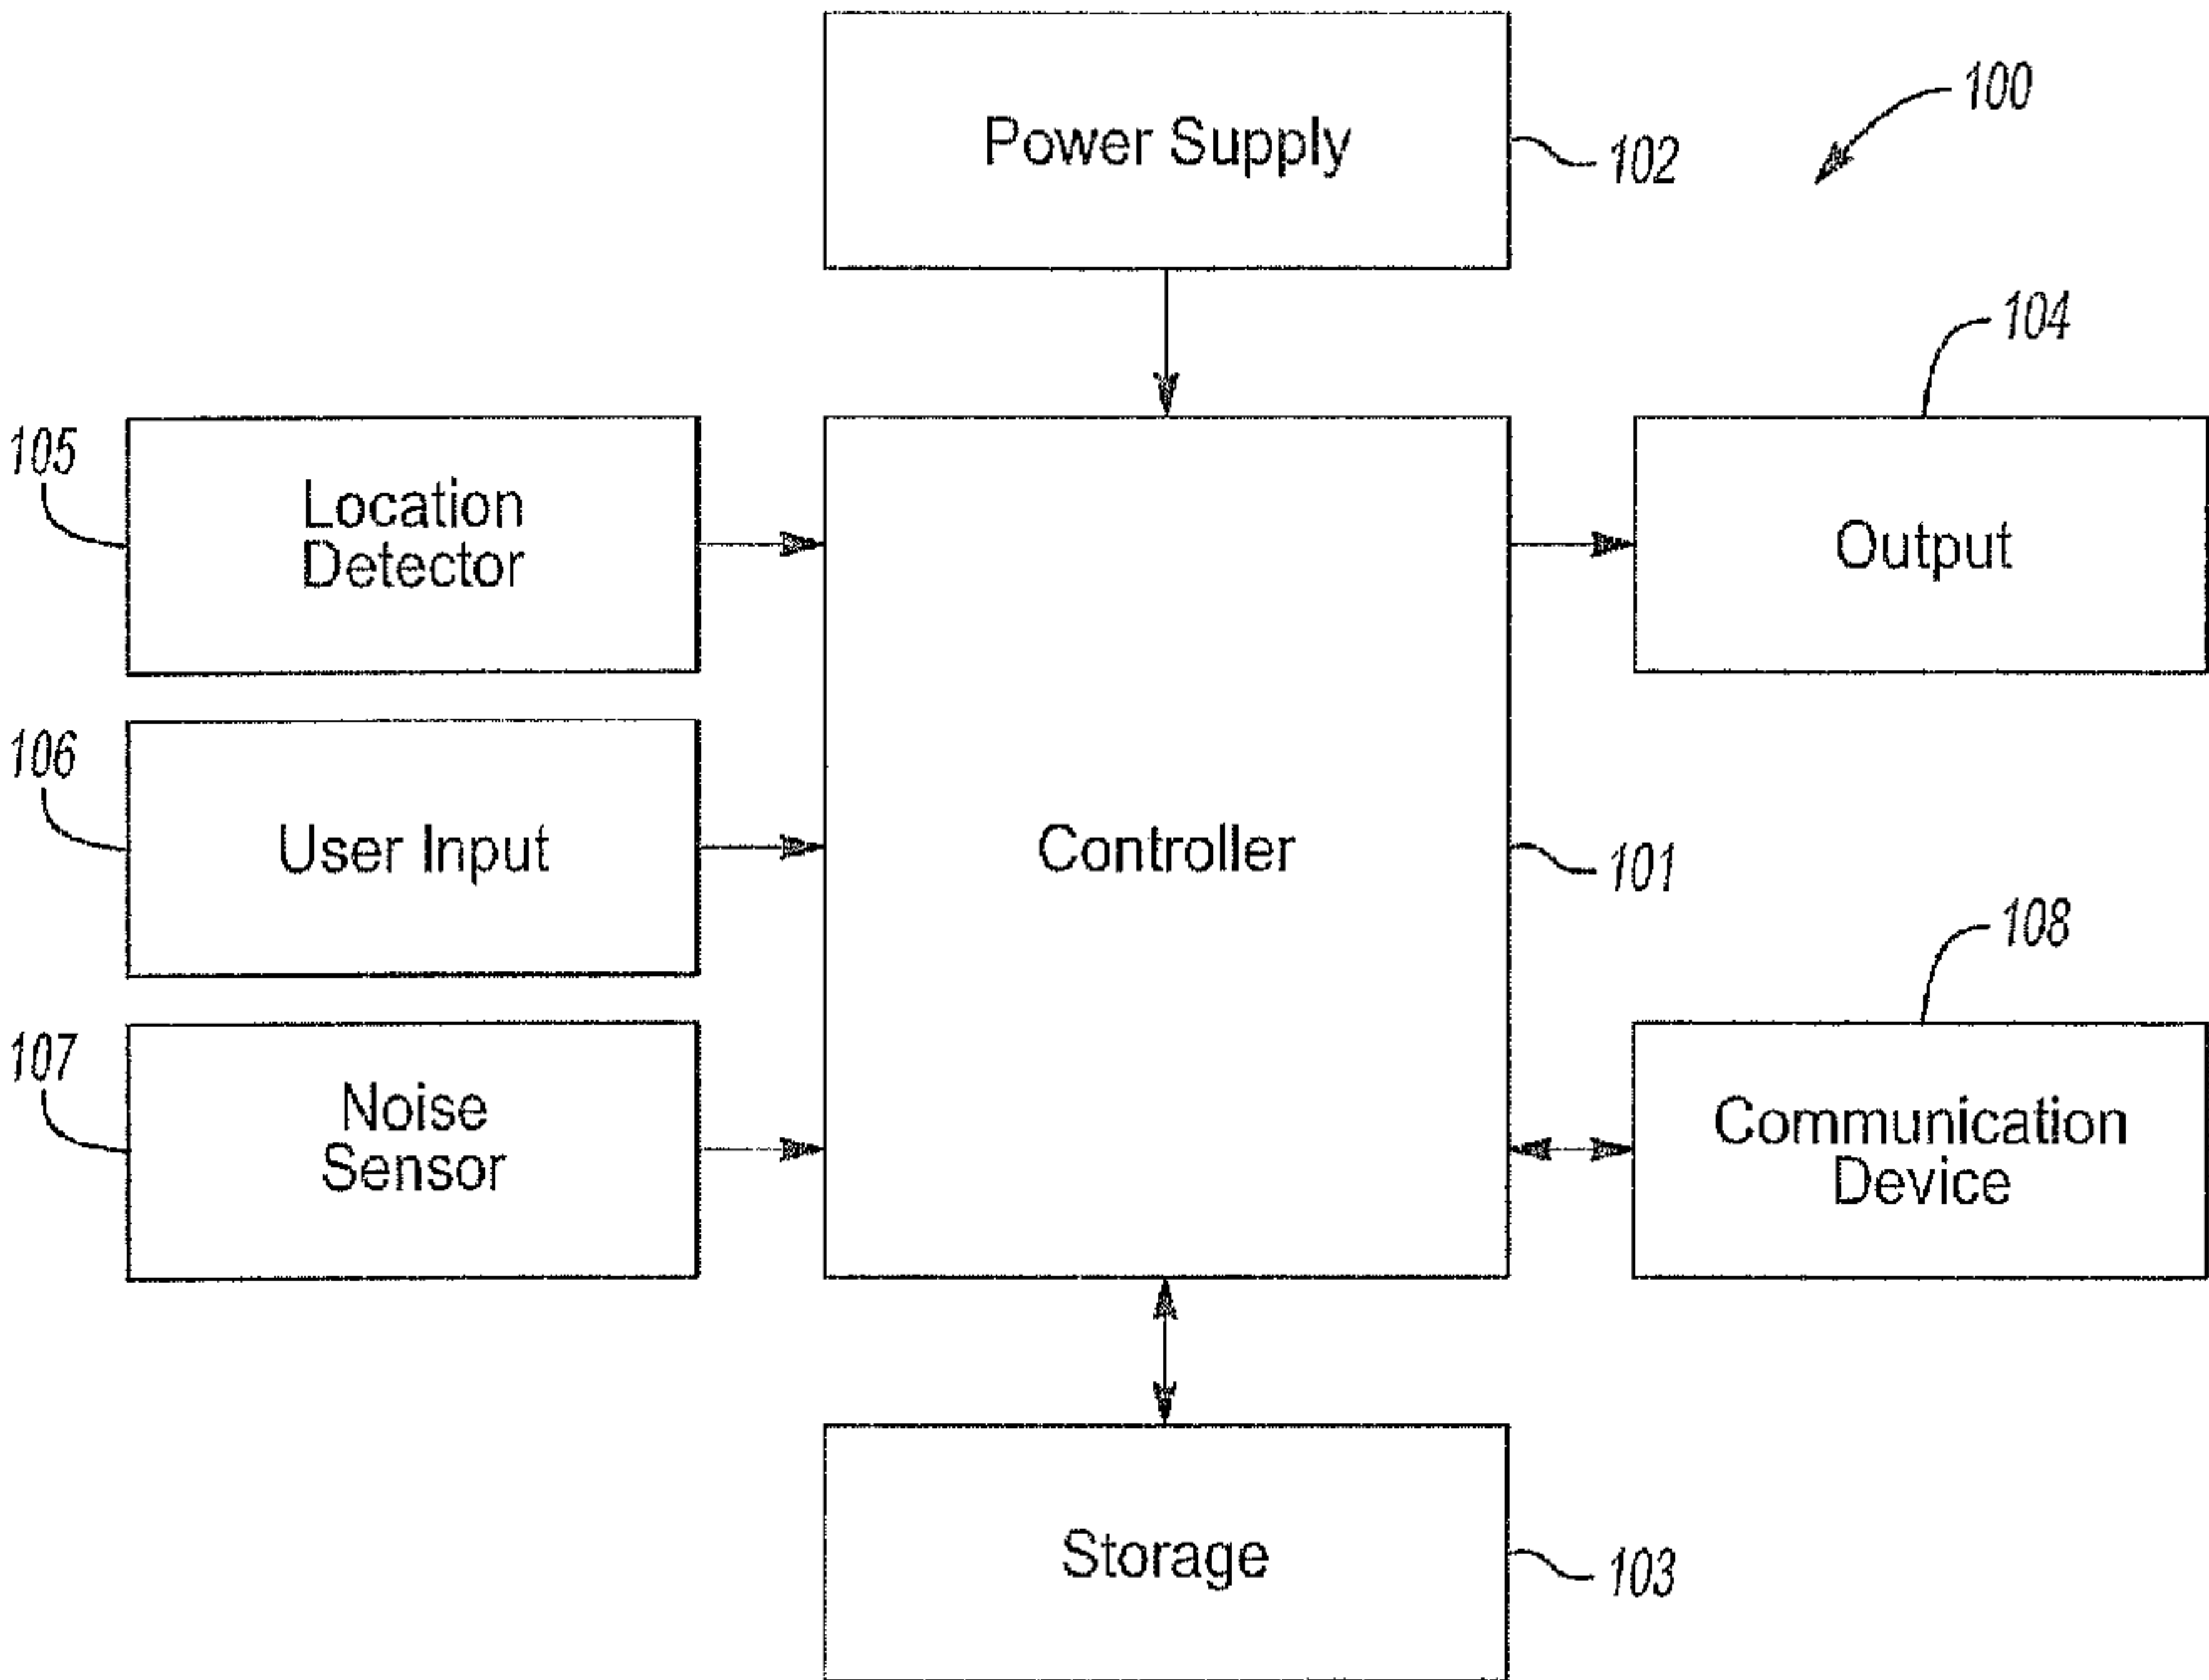 Power Supply
100
102
104
105
Location
Detector
Output
106
User Input
Controller
101
108
107
Noise
Sensor
Communication
Device
Storage
103